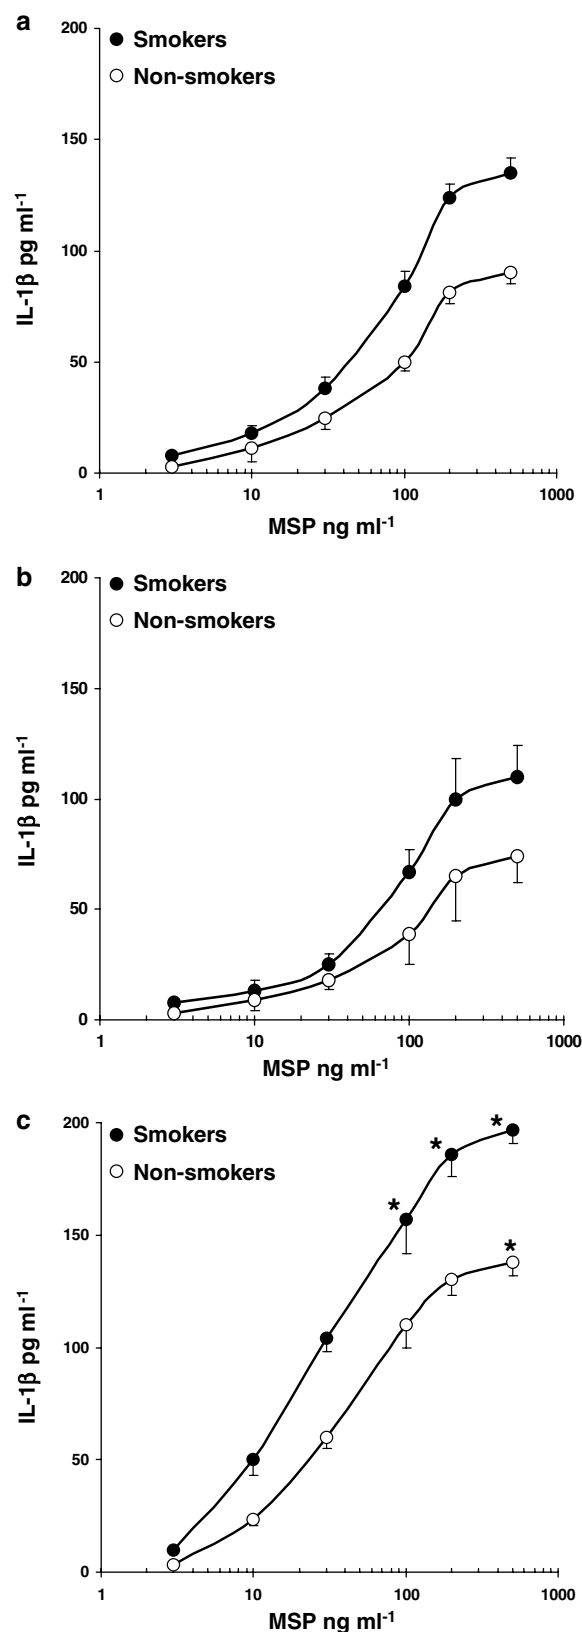 a
200
Smokers
Non-smokers
150
100
50
0
IL-1β pg ml⁻¹
1 10 100 1000
MSP ng ml⁻¹
b
200
Smokers
Non-smokers
150
100
50
0
IL-1β pg ml⁻¹
1 10 100 1000
MSP ng ml⁻¹
c
200
Smokers
Non-smokers
* * *
*
150
100
50
0
IL-1β pg ml⁻¹
1 10 100 1000
MSP ng ml⁻¹